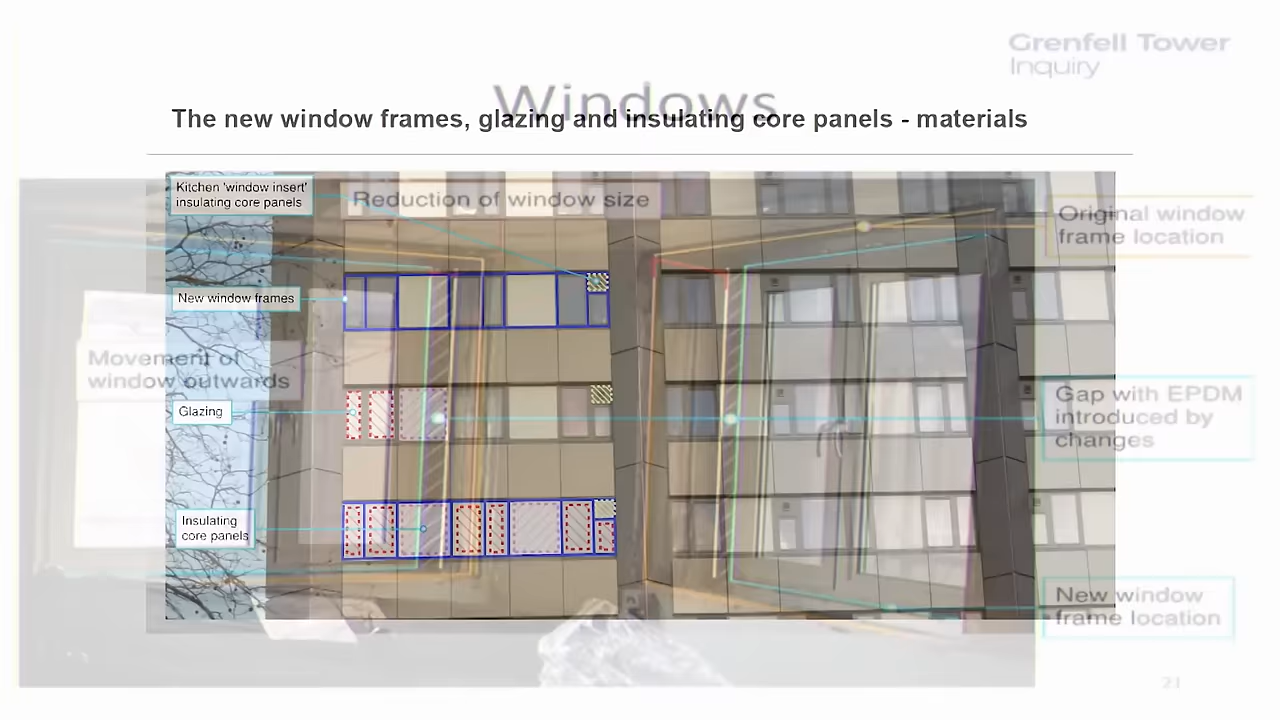 Grenfell Tower
Inquiry
Windows
The new window frames, glazing and insulating core panels - materials
Kitchen 'window insert'
insulating core panels
Reduction of window size
Original window
frame location
New window frames
Movement of
window outwards
Glazing
Gap with EPDM
introduced by
changes
Insulating
core panels
New window
frame location
21